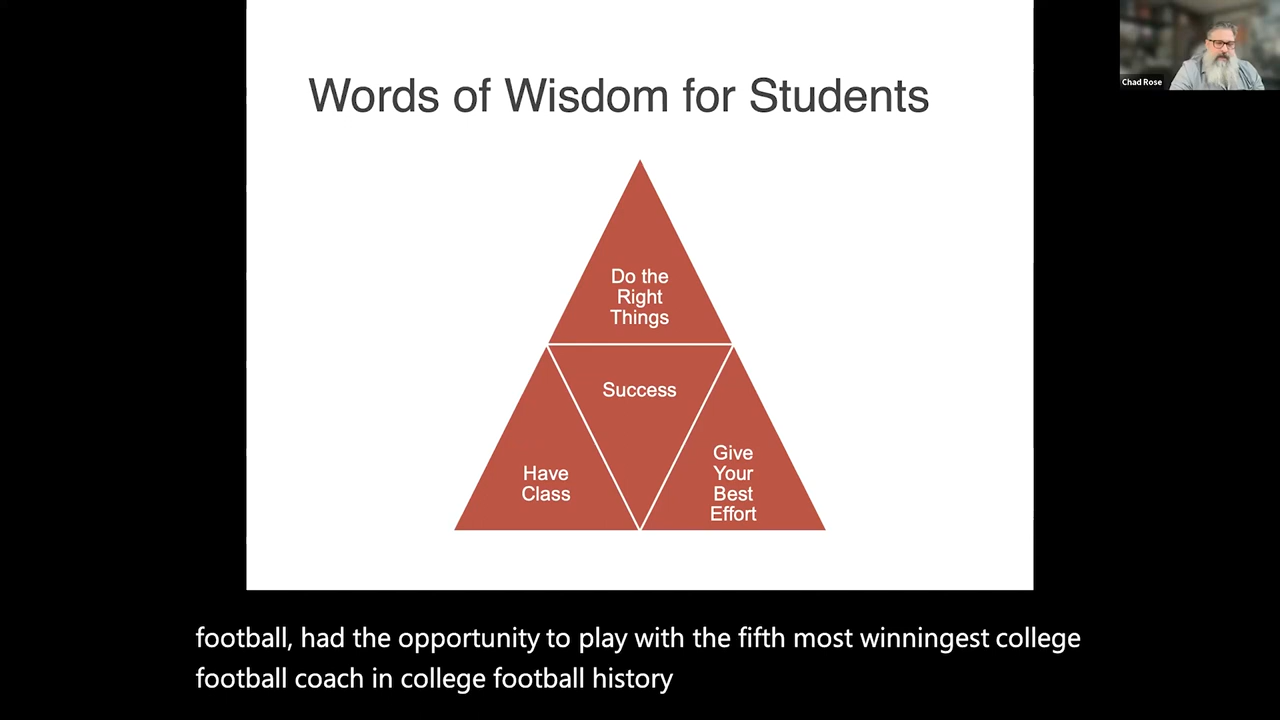 Words of Wisdom for Students
Chad Rose
Do the
Right
Things
Success
Have
Class
Give
Your
Best
Effort
football, had the opportunity to play with the fifth most winningest college
football coach in college football history